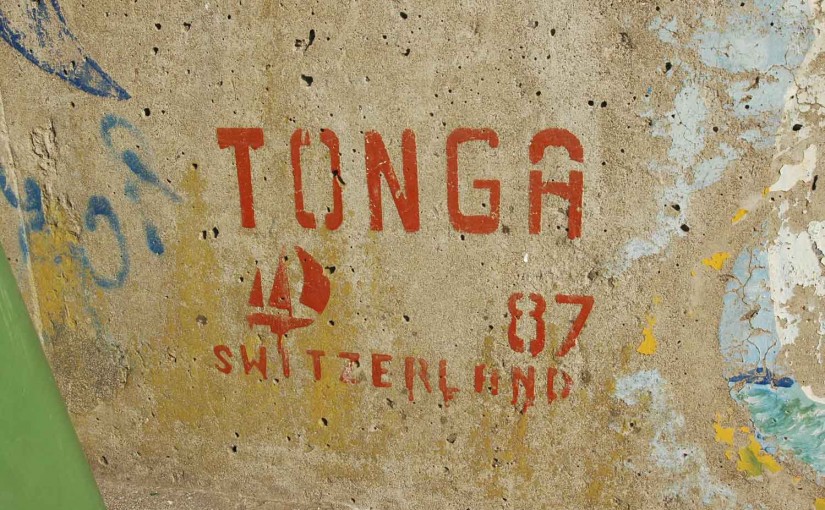 TONGA
87
SWITZERLAND